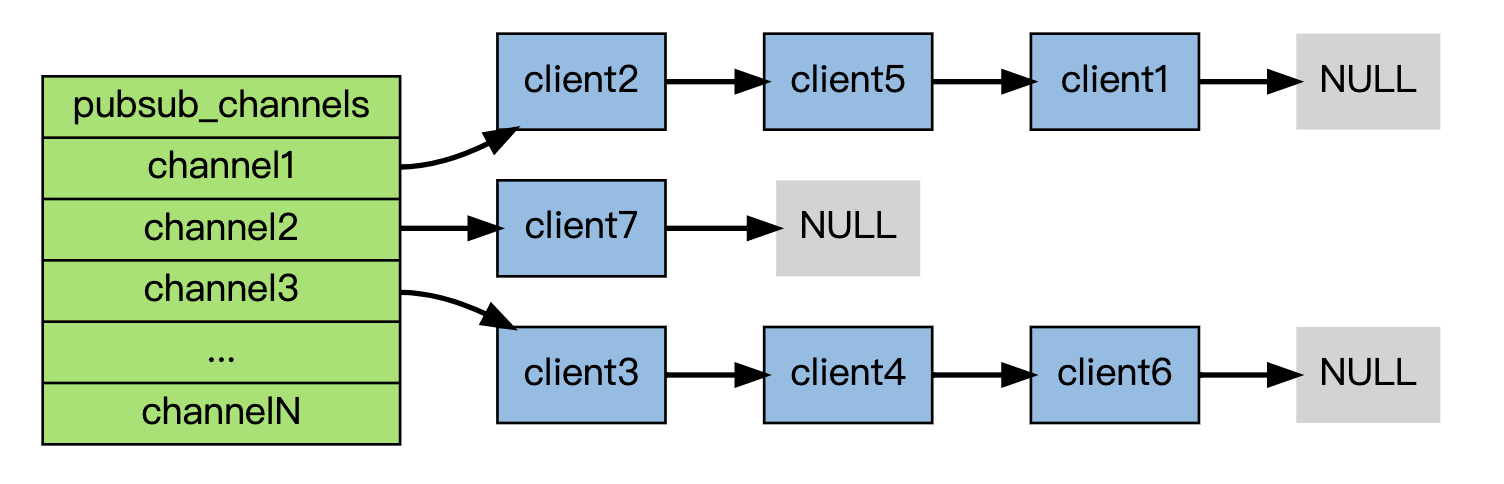 pubsub_channels
channel1
channel2
channel3
...
channelN
client2 client5 client1 NULL
client7 NULL
client3 client4 client6 NULL